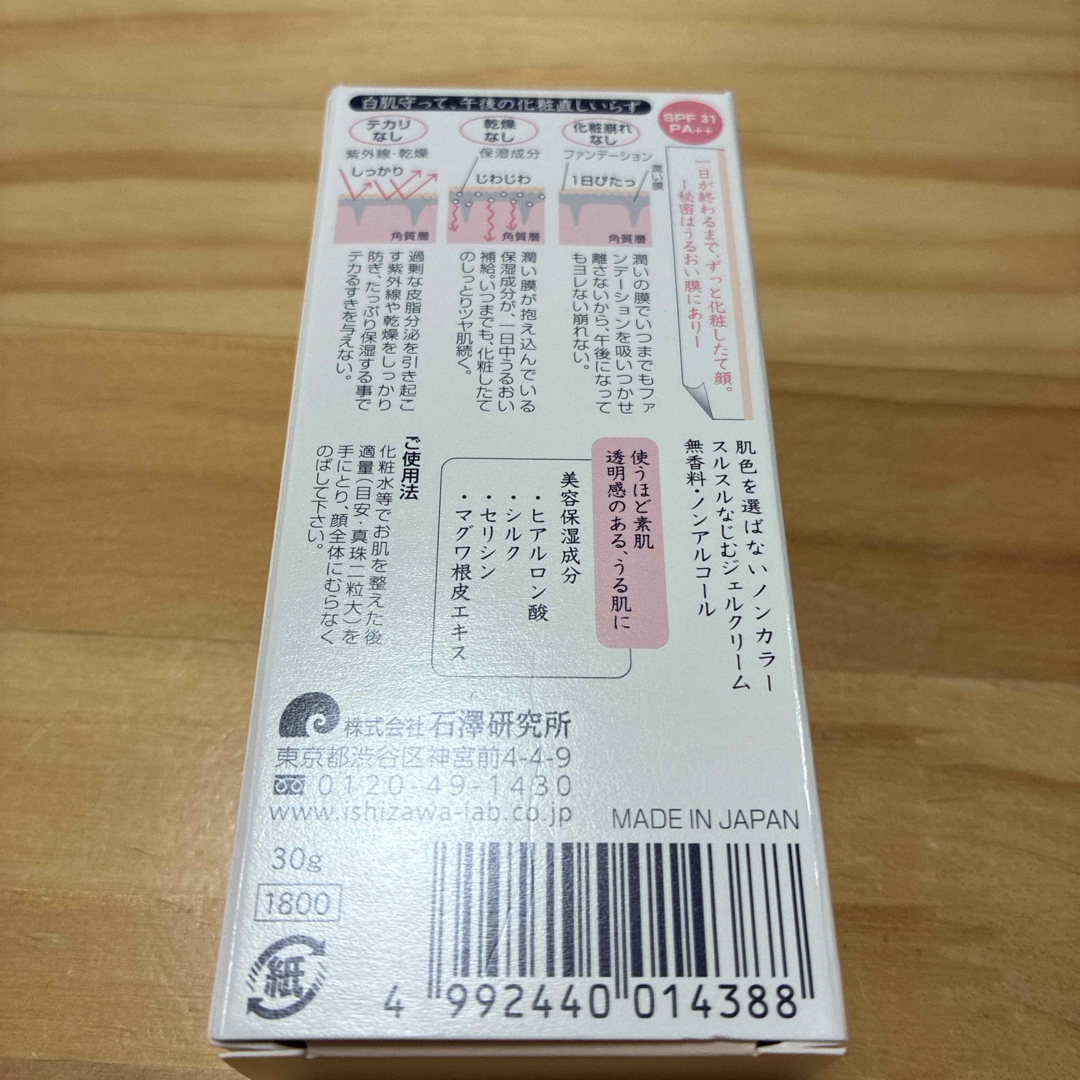 白肌守って、午後の化粧直しいらず
SPF 31
PA++
テカリ
なし
紫外線・乾燥
しっかり
角質層
乾燥
なし
保湿成分
じわじわ
角質層
化粧崩れ
なし
ファンデーション
潤い膜
1日ぴたっ
角質層
一日が終わるまで、ずっと化粧したて顔。
ー秘密はうるおい膜にありー
潤いの膜でいつまでもファ
ンデーションを吸いつかせ
離さないから、午後になって
もヨレない崩れない。
潤い膜が抱え込んでいる
保湿成分が、一日中うるおい
補給。いつまでも、化粧したて
のしっとりツヤ肌続く。
過剰な皮脂分泌を引き起こ
す紫外線や乾燥をしっかり
防ぎ、たっぷり保湿する事で
テカるすきを与えない。
肌色を選ばないノンカラー
スルスルなじむジェルクリーム
無香料・ノンアルコール
使うほど素肌
透明感のある、うる肌に
美容保湿成分
・ヒアルロン酸
・シルク
・セリシン
・マグワ根皮エキス
ご使用法
化粧水等でお肌を整えた後
適量(目安・真珠二粒大)を
手にとり、顔全体にむらなく
のばして下さい。
株式会社 石澤研究所
東京都渋谷区神宮前4-4-9
0120-49-1430
www.ishizawa-lab.co.jp
MADE IN JAPAN
30g
1800
紙
4 992440 014388